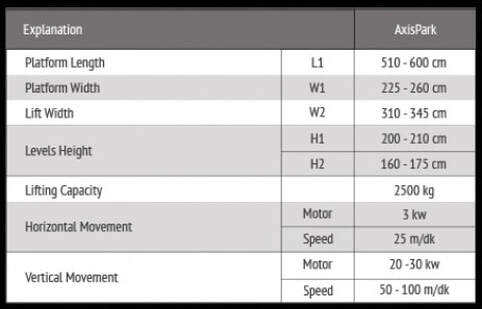 Explanation AxisPark
Platform Length L1 510 - 600 cm
Platform Width W1 225 - 260 cm
Lift Width W2 310 - 345 cm
Levels Height H1 200 - 210 cm
H2 160 - 175 cm
Lifting Capacity 2500 kg
Horizontal Movement Motor 3 kw
Speed 25 m/dk
Vertical Movement Motor 20 -30 kw
Speed 50 - 100 m/dk